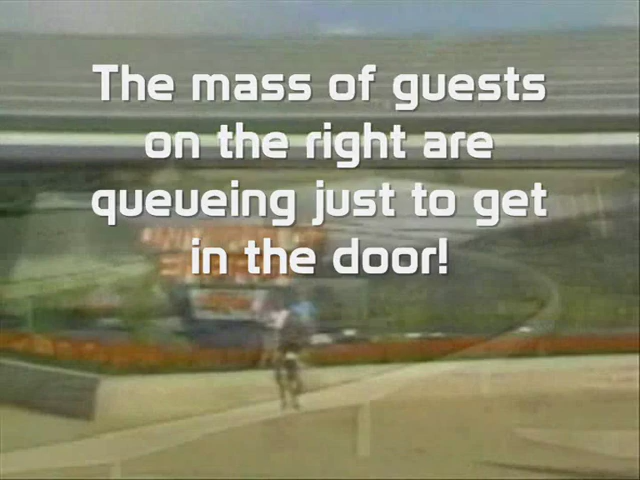 The mass of guests
on the right are
queueing just to get
in the door!